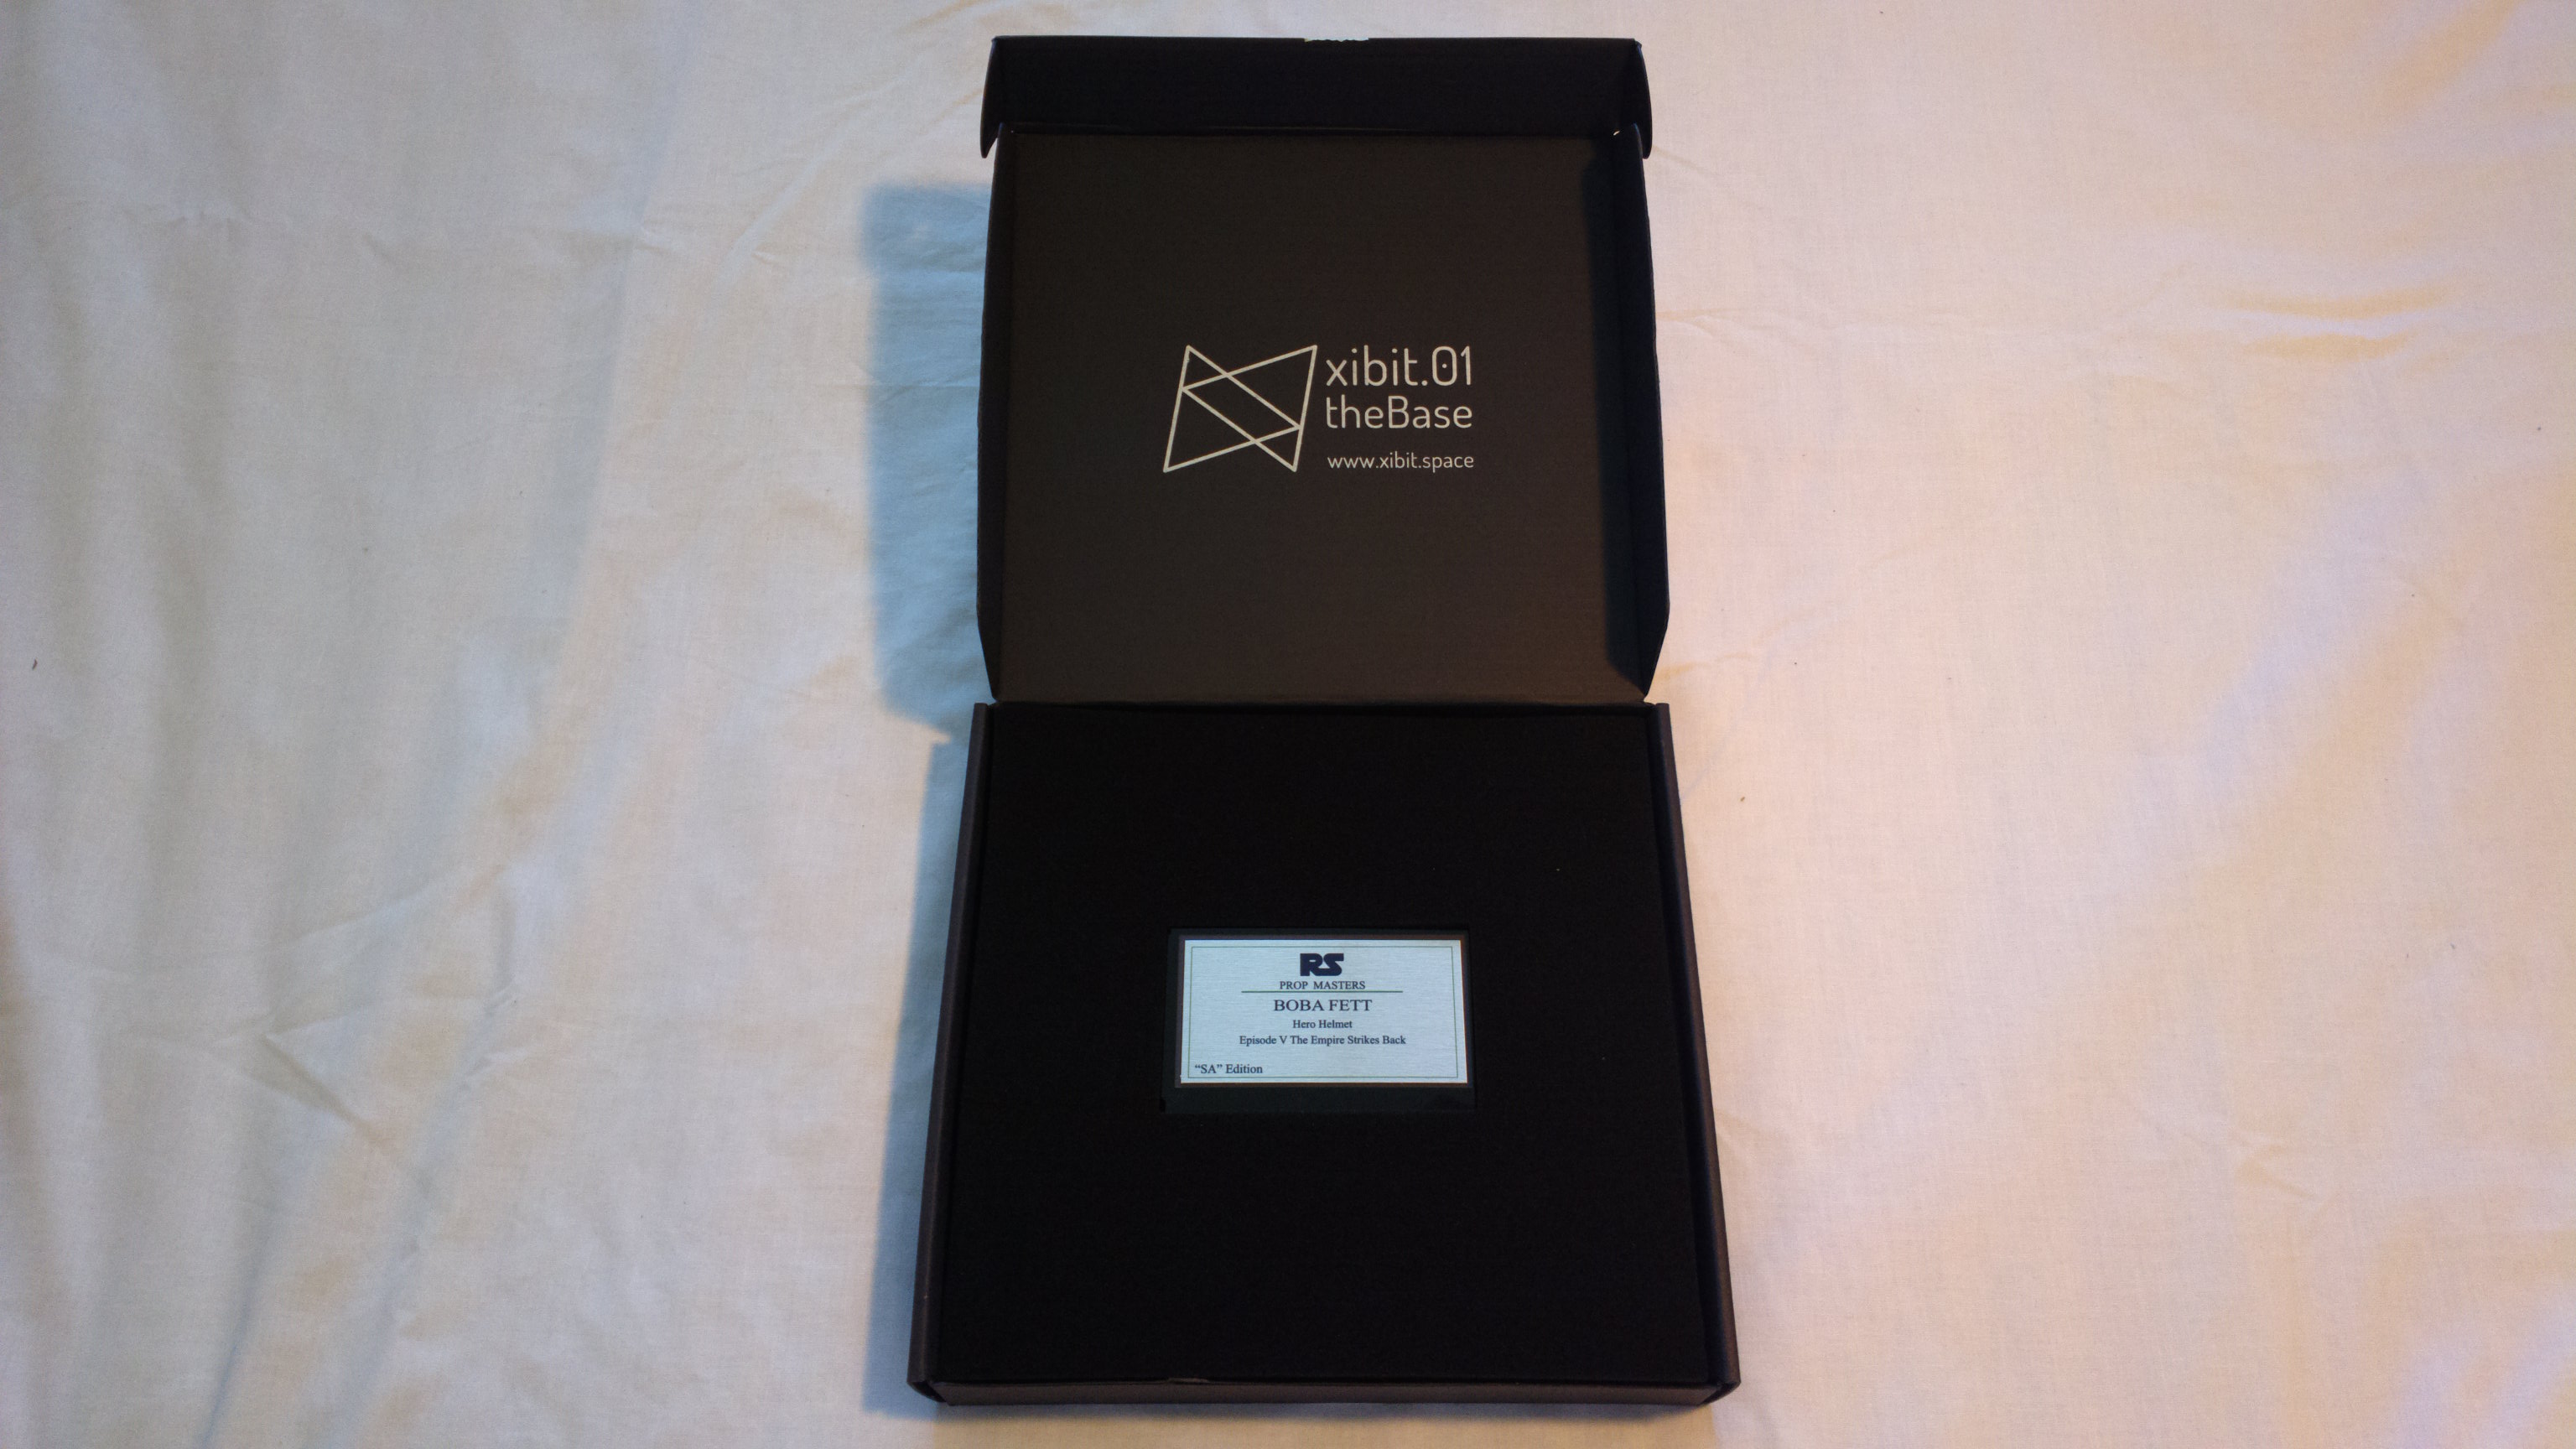 xibit.01
theBase
www.xibit.space
RS
PROP MASTERS
BOBA FETT
Hero Helmet
Episode V The Empire Strikes Back
“SA” Edition